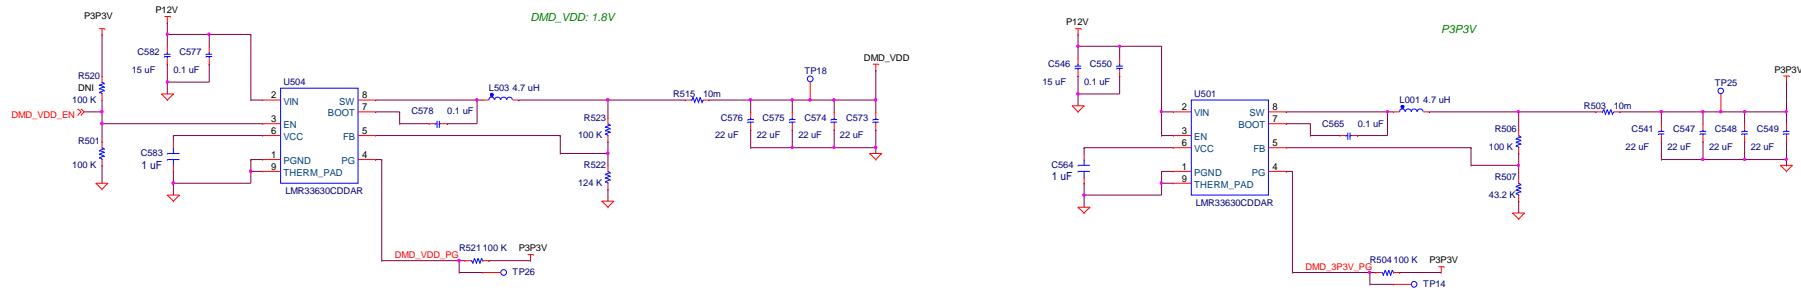 DMD_VDD: 1.8V
P12V
P3P3V
C582
C577
15 uF
0.1 uF
R520
DNI
100 K
DMD_VDD_EN
R501
100 K
C583
1 uF
U504
2 VIN
3 EN
6 VCC
1 PGND
9 THERM_PAD
SW 8
BOOT 7
FB 5
PG 4
LMR33630CDDAR
C578
0.1 uF
L503 4.7 uH
R523
100 K
R522
124 K
R515 10m
TP18
DMD_VDD
C576
C575
C574
C573
22 uF
22 uF
22 uF
22 uF
DMD_VDD_PG
R521 100 K
P3P3V
TP26
P3P3V
P12V
C546
C550
15 uF
0.1 uF
C564
1 uF
U501
2 VIN
3 EN
6 VCC
1 PGND
9 THERM_PAD
SW 8
BOOT 7
FB 5
PG 4
LMR33630CDDAR
C565
0.1 uF
L001 4.7 uH
R506
100 K
R507
43.2 K
R503 10m
TP25
P3P3V
C541
C547
C548
C549
22 uF
22 uF
22 uF
22 uF
DMD_3P3V_PG
R504 100 K
P3P3V
TP14